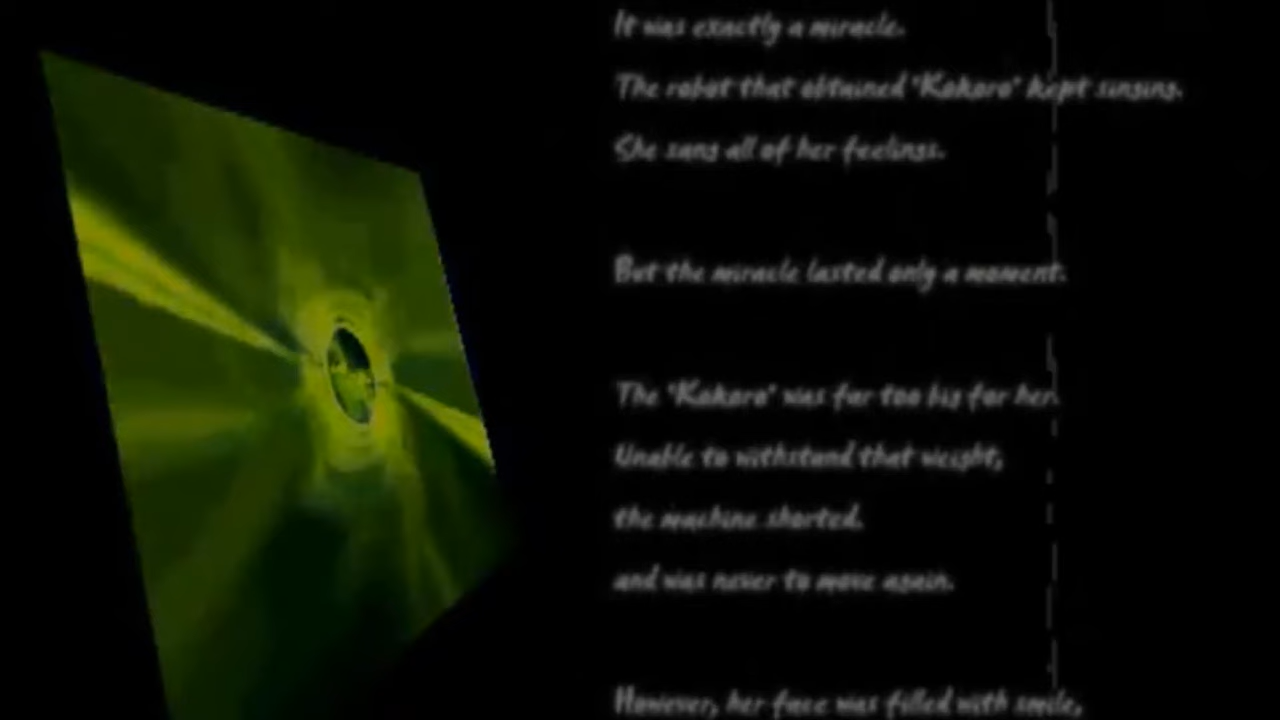 It was exactly a miracle.
The robot that obtained "Kokoro" kept singing.
She sang all of her feelings.
But the miracle lasted only a moment.
The "Kokoro" was far too big for her.
Unable to withstand that weight,
the machine shorted,
and was never to move again.
However, her face was filled with smile,